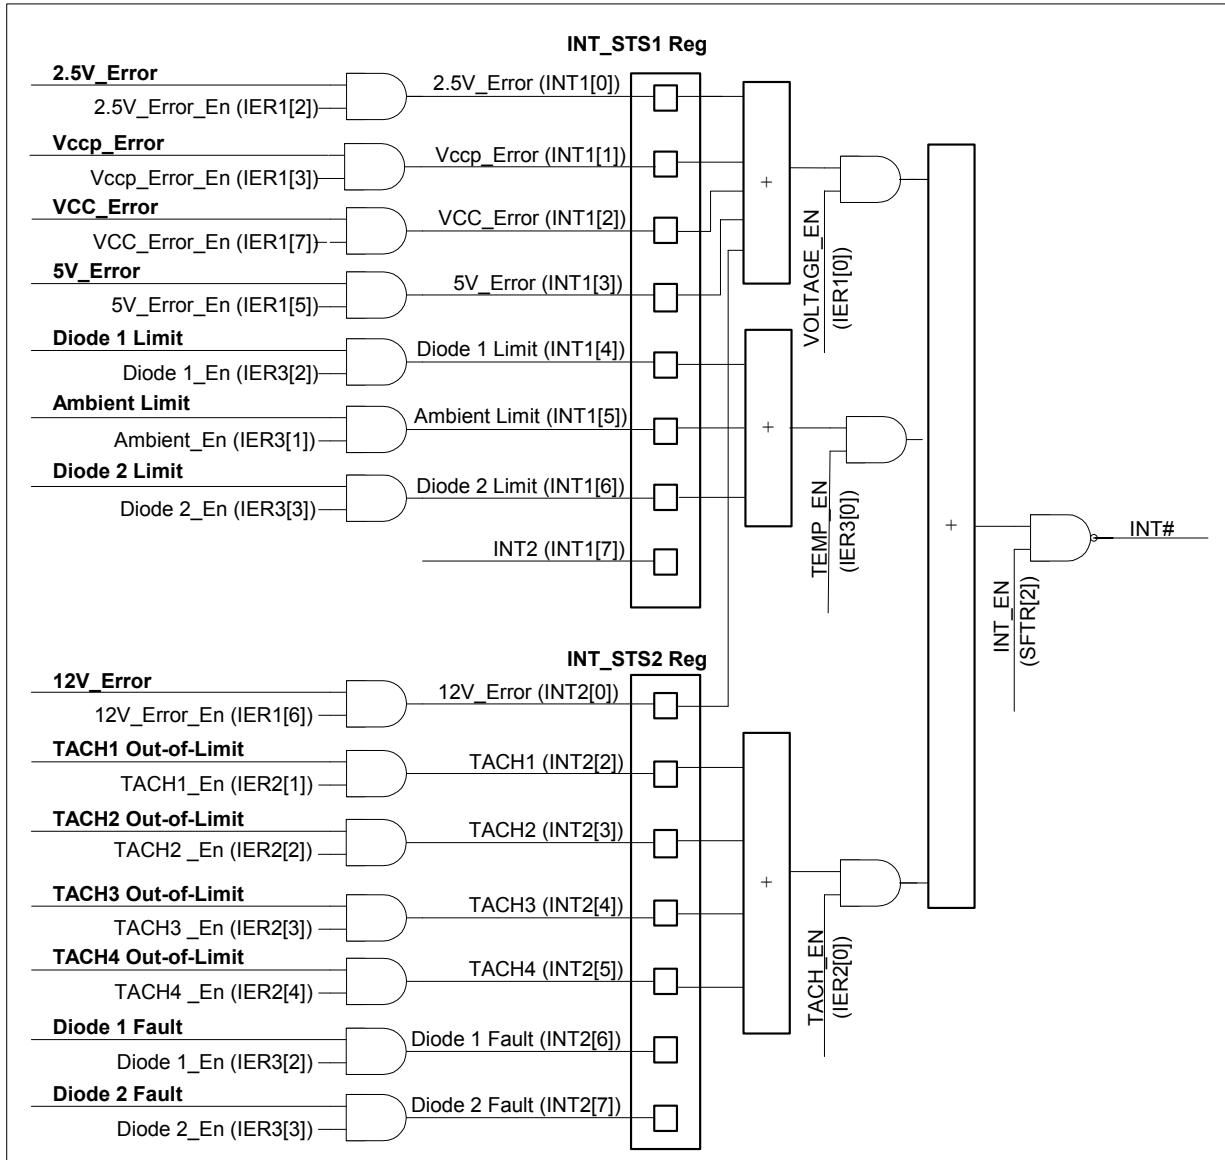 INT_STS1 Reg
2.5V_Error
2.5V_Error_En (IER1[2])
2.5V_Error (INT1[0])
Vccp_Error
Vccp_Error_En (IER1[3])
Vccp_Error (INT1[1])
VCC_Error
VCC_Error_En (IER1[7])
VCC_Error (INT1[2])
5V_Error
5V_Error_En (IER1[5])
5V_Error (INT1[3])
Diode 1 Limit
Diode 1_En (IER3[2])
Diode 1 Limit (INT1[4])
Ambient Limit
Ambient_En (IER3[1])
Ambient Limit (INT1[5])
Diode 2 Limit
Diode 2_En (IER3[3])
Diode 2 Limit (INT1[6])
INT2 (INT1[7])
+
VOLTAGE_EN
(IER1[0])
+
TEMP_EN
(IER3[0])
+
INT_EN
(SFTR[2])
INT#
INT_STS2 Reg
12V_Error
12V_Error_En (IER1[6])
12V_Error (INT2[0])
TACH1 Out-of-Limit
TACH1_En (IER2[1])
TACH1 (INT2[2])
TACH2 Out-of-Limit
TACH2 _En (IER2[2])
TACH2 (INT2[3])
TACH3 Out-of-Limit
TACH3 _En (IER2[3])
TACH3 (INT2[4])
TACH4 Out-of-Limit
TACH4 _En (IER2[4])
TACH4 (INT2[5])
Diode 1 Fault
Diode 1_En (IER3[2])
Diode 1 Fault (INT2[6])
Diode 2 Fault
Diode 2_En (IER3[3])
Diode 2 Fault (INT2[7])
+
TACH_EN
(IER2[0])